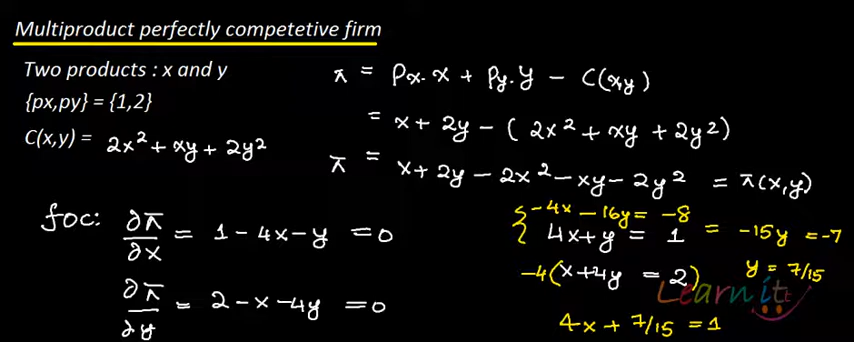 Multiproduct perfectly competetive firm
Two products : x and y
{px,py} = {1,2}
C(x,y) = 2x² + xy + 2y²
π = Px.x + Py.y − C(x,y)
= x + 2y − (2x² + xy + 2y²)
π = x + 2y − 2x² − xy − 2y² = π(x,y)
foc: ∂π/∂x = 1 − 4x − y = 0
∂π/∂y = 2 − x − 4y = 0
{ −4x − 16y = −8
4x + y = 1 = −15y = −7
−4(x + 4y = 2) y = 7/15
Learn it
4x + 7/15 = 1